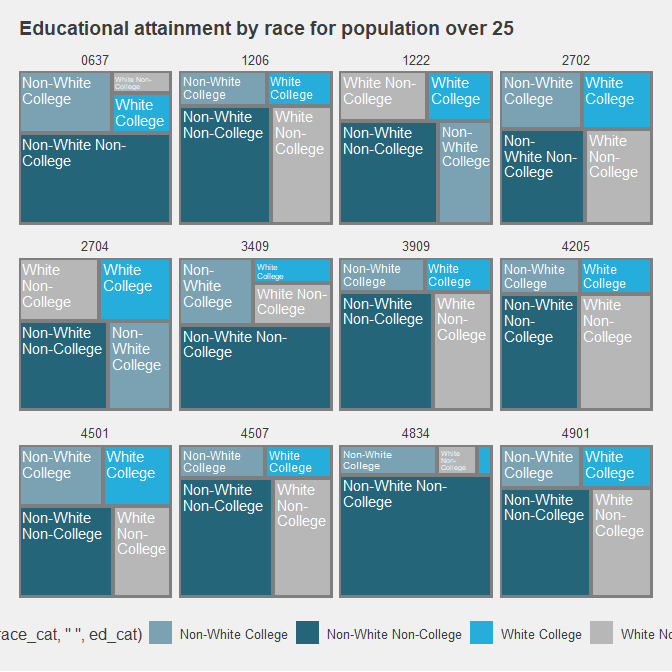 Educational attainment by race for population over 25
0637
Non-White
College
White Non-
College
White
College
Non-White Non-
College
1206
Non-White
College
White
College
Non-White
Non-College
White
Non-
College
1222
White Non-
College
White
College
Non-White
Non-College
Non-
White
College
2702
Non-White
College
White
College
Non-
White Non-
College
White
Non-
College
2704
White
Non-
College
White
College
Non-White
Non-College
Non-
White
College
3409
Non-
White
College
White
College
White Non-
College
Non-White Non-
College
3909
Non-White
College
White
College
Non-White
Non-College
White
Non-
College
4205
Non-White
College
White
College
Non-White
Non-
College
White
Non-
College
4501
Non-White
College
White
College
Non-White
Non-College
White
Non-
College
4507
Non-White
College
White
College
Non-White
Non-College
White
Non-
College
4834
Non-White
College
White
Non-
College
Non-White Non-
College
4901
Non-White
College
White
College
Non-White
Non-College
White
Non-
College
race_cat, " ", ed_cat) Non-White College Non-White Non-College White College White No